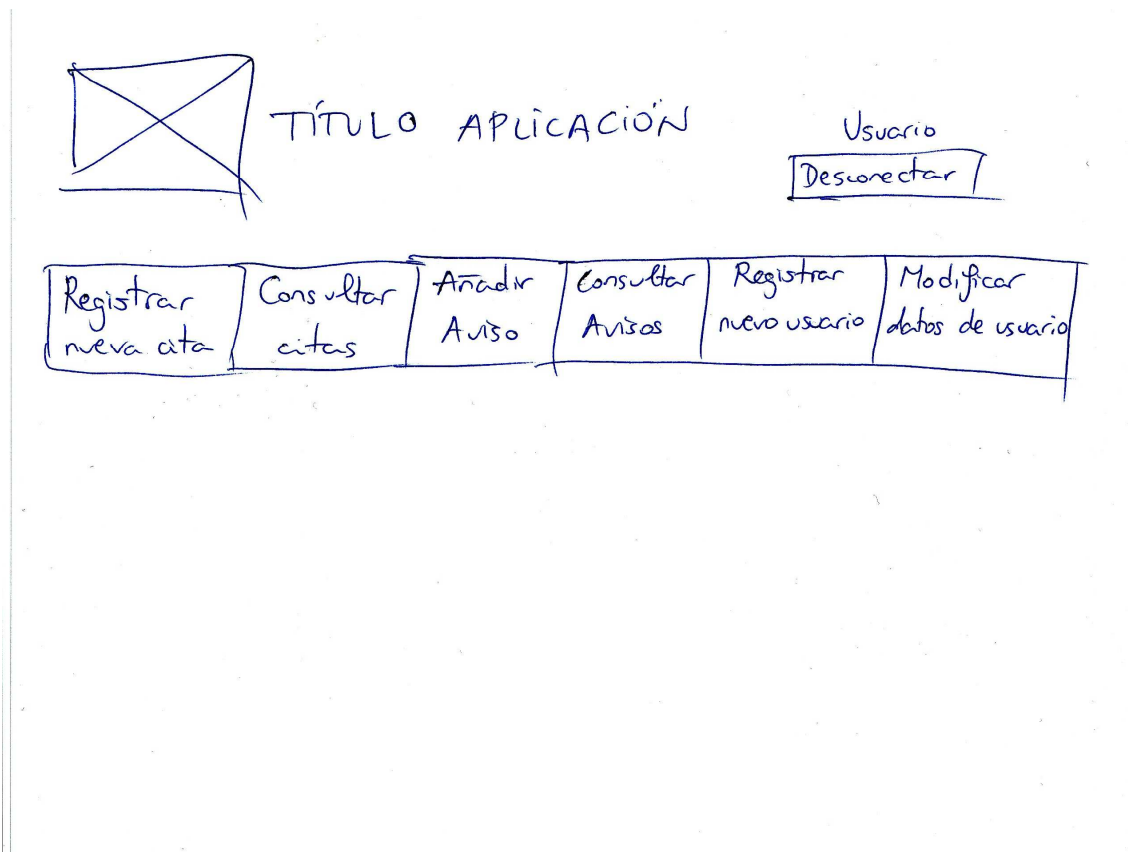 TÍTULO APLICACIÓN
Usuario
Desconectar
Registrar
nueva cita
Consultar
citas
Añadir
Aviso
Consultar
Avisos
Registrar
nuevo usuario
Modificar
datos de usuario